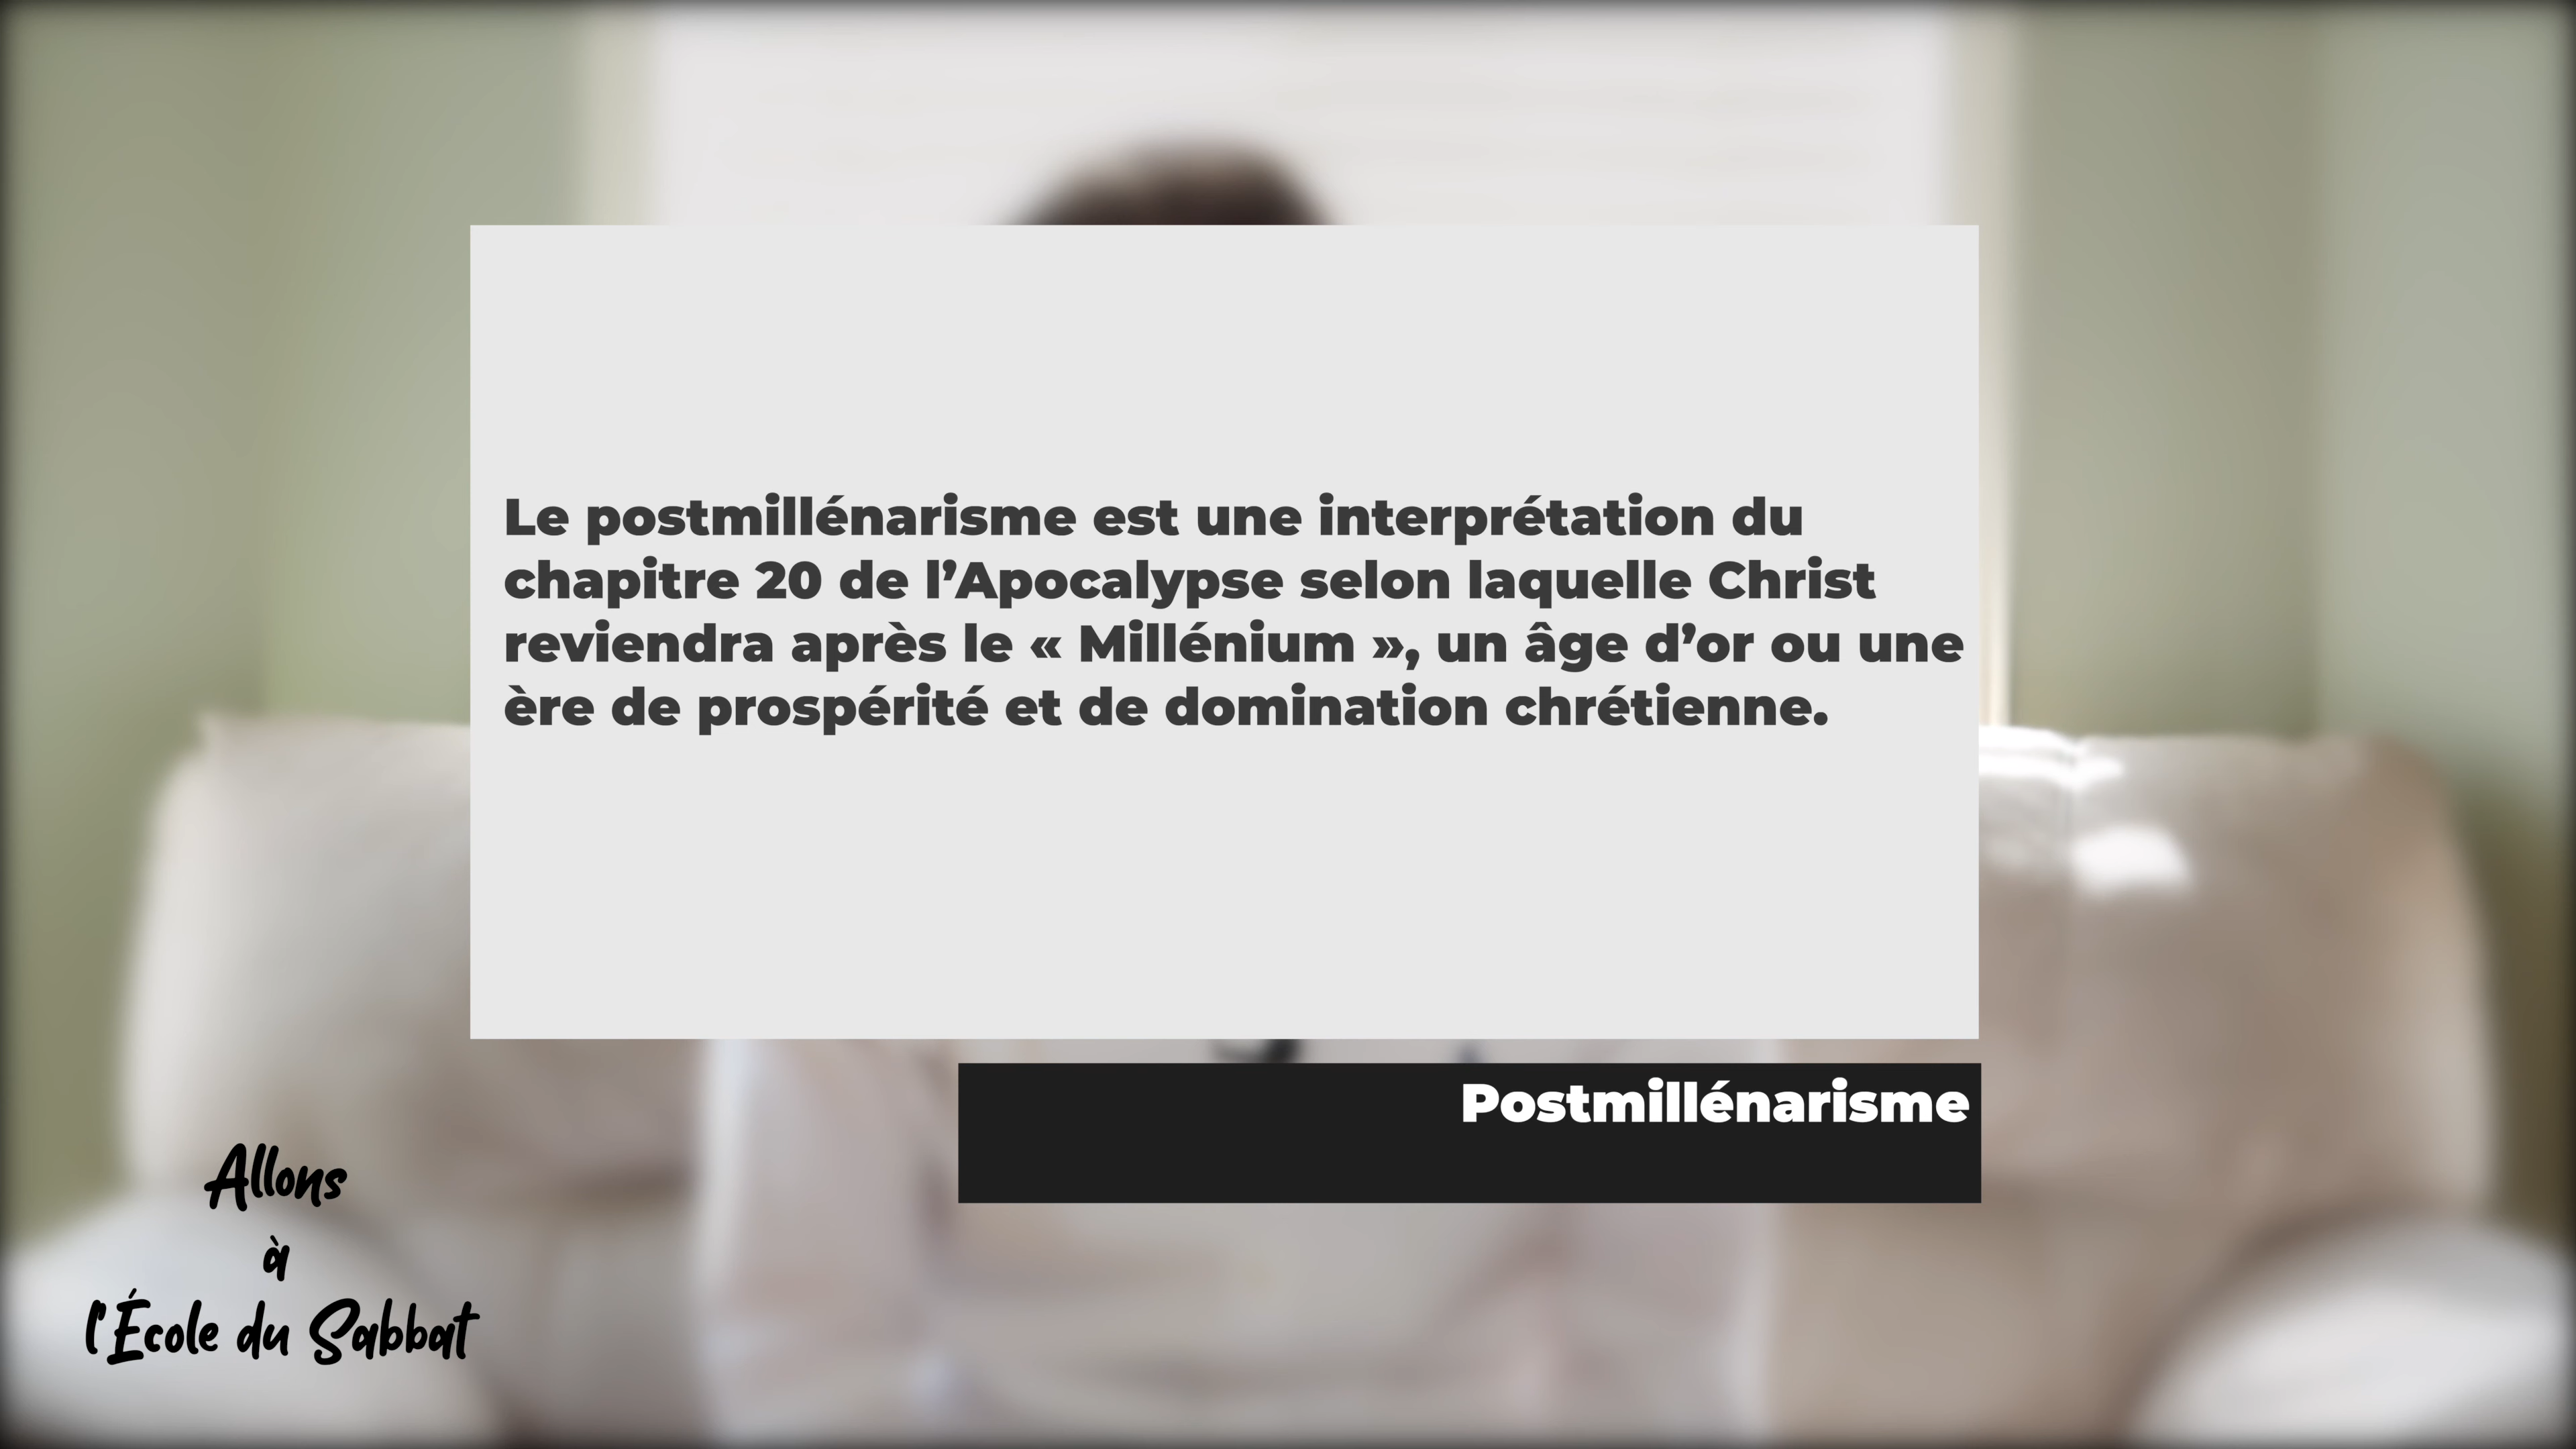 Le postmillénarisme est une interprétation du
chapitre 20 de l’Apocalypse selon laquelle Christ
reviendra après le « Millénium », un âge d’or ou une
ère de prospérité et de domination chrétienne.
Postmillénarisme
Allons
à
l'École du Sabbat